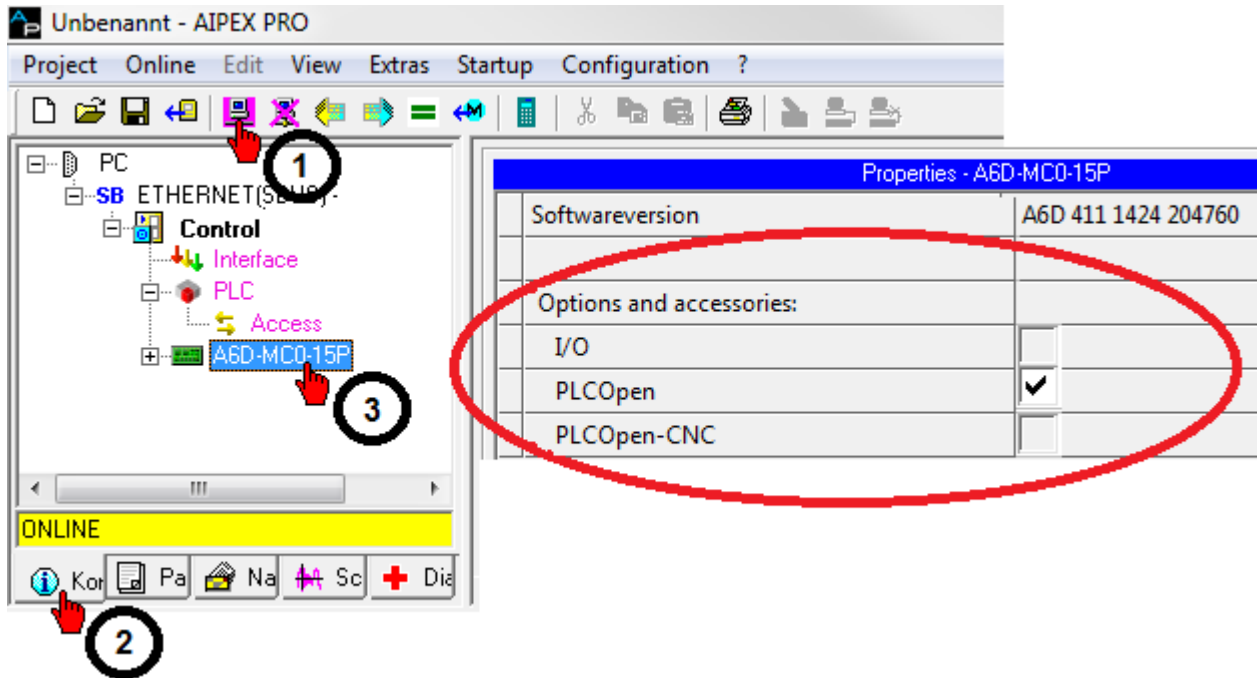 Unbenannt - AIPEX PRO
Project Online Edit View Extras Startup Configuration ?
1
PC
SB ETHERNET(
Control
Interface
PLC
Access
A6D-MC0-15P
3
ONLINE
Kor Pa Na Sc Dia
2
Properties - A6D-MC0-15P
Softwareversion A6D 411 1424 204760
Options and accessories:
I/O
PLCOpen
PLCOpen-CNC